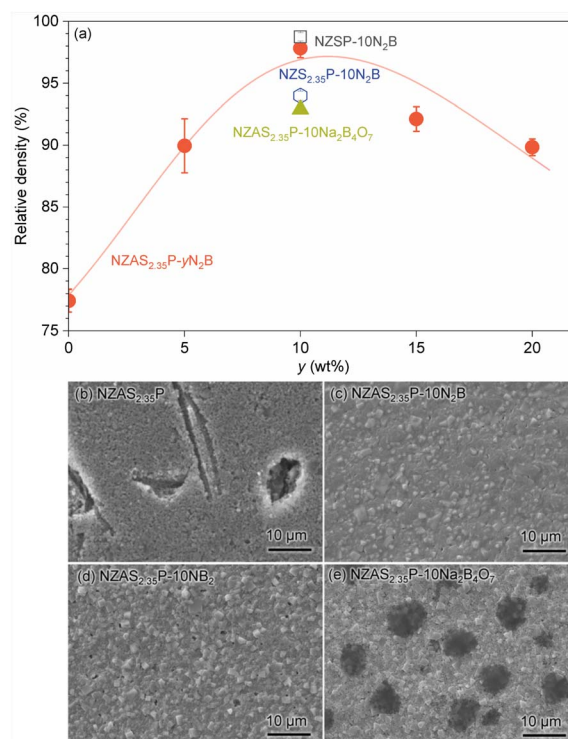 (a)
NZSP-10N₂B
NZS₂.₃₅P-10N₂B
NZAS₂.₃₅P-10Na₂B₄O₇
NZAS₂.₃₅P-yN₂B
Relative density (%)
100
95
90
85
80
75
0
5
10
15
20
y (wt%)
(b) NZAS₂.₃₅P
10 μm
(c) NZAS₂.₃₅P-10N₂B
10 μm
(d) NZAS₂.₃₅P-10NB₂
10 μm
(e) NZAS₂.₃₅P-10Na₂B₄O₇
10 μm